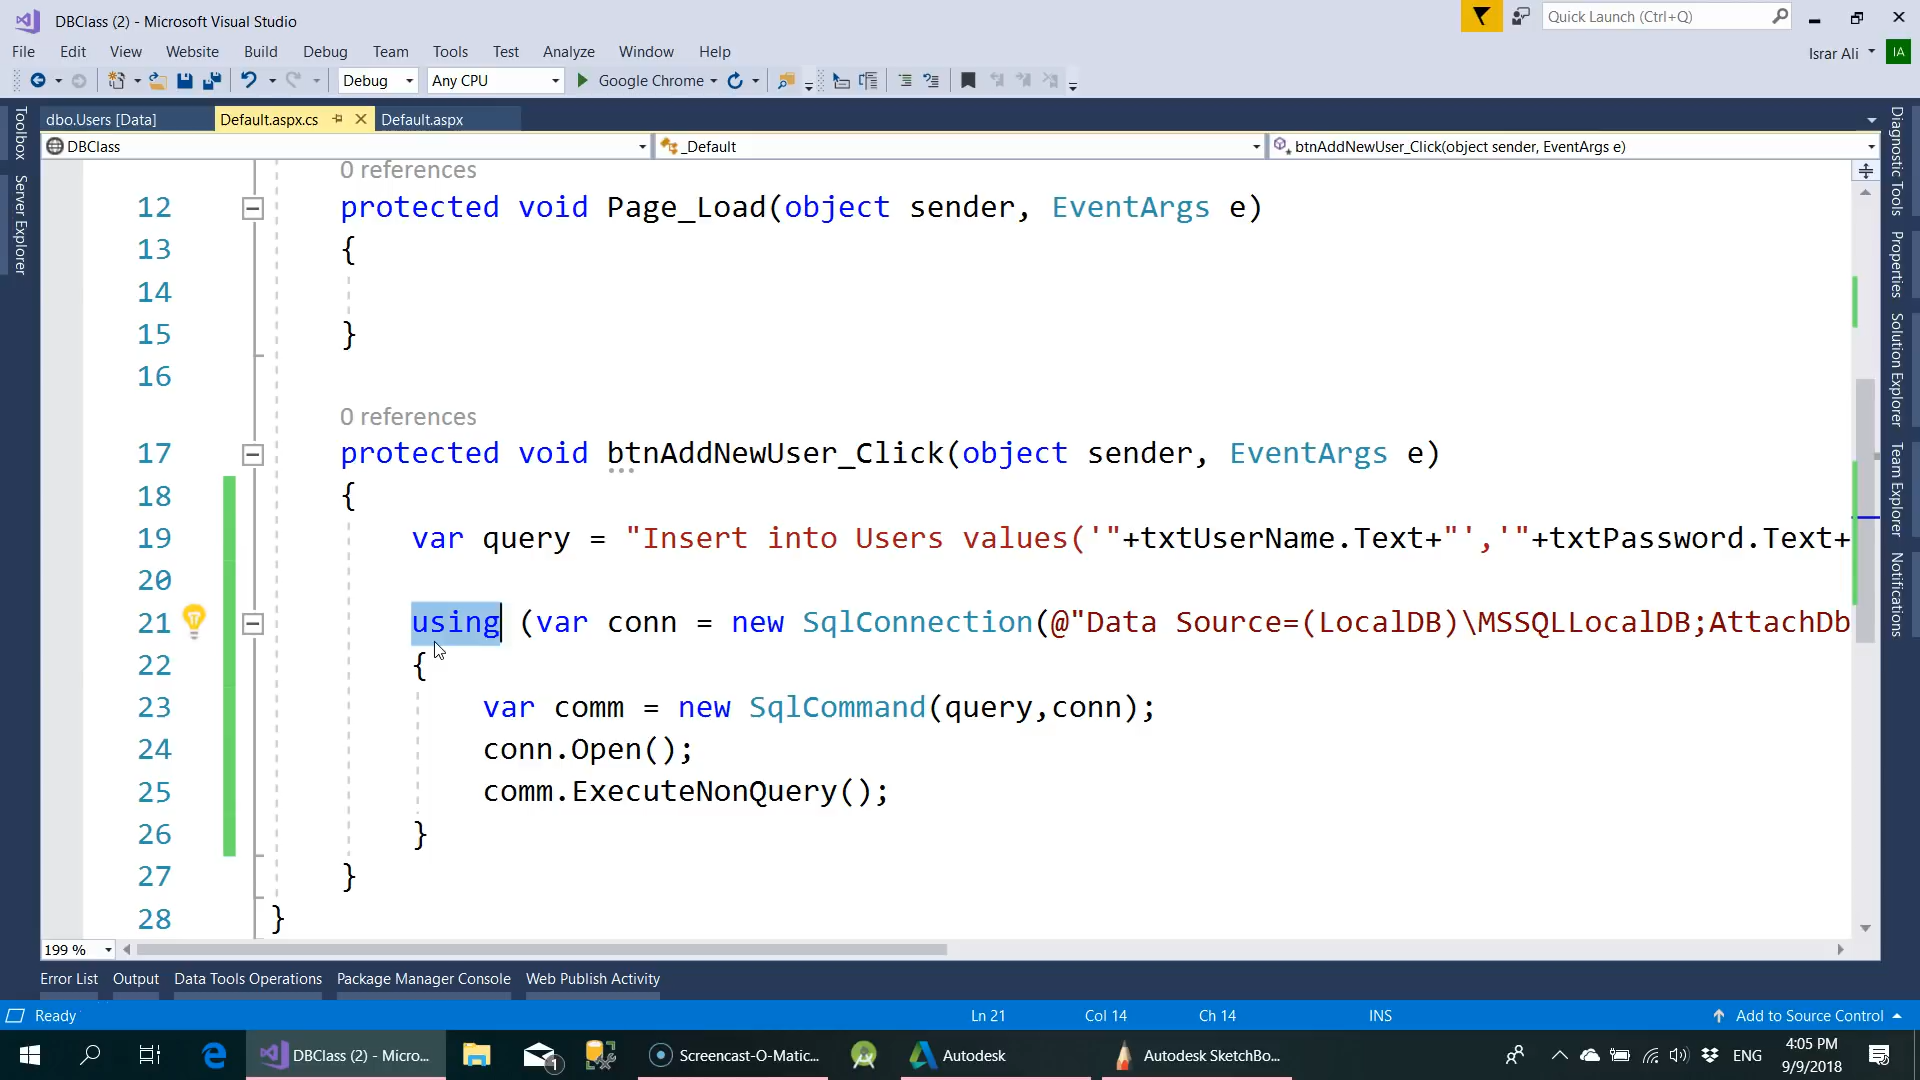 DBClass (2) - Microsoft Visual Studio
Quick Launch (Ctrl+Q)
File Edit View Website Build Debug Team Tools Test Analyze Window Help
Israr Ali IA
Debug Any CPU Google Chrome
dbo.Users [Data] Default.aspx.cs Default.aspx
DBClass _Default btnAddNewUser_Click(object sender, EventArgs e)
Toolbox
Server Explorer
Diagnostic Tools
Properties
Solution Explorer
Team Explorer
Notifications
0 references
12 protected void Page_Load(object sender, EventArgs e)
13 {
14
15 }
16
0 references
17 protected void btnAddNewUser_Click(object sender, EventArgs e)
18 {
19 var query = "Insert into Users values('"+txtUserName.Text+"','"+txtPassword.Text+
20
21 using (var conn = new SqlConnection(@"Data Source=(LocalDB)\MSSQLLocalDB;AttachDb
22 {
23 var comm = new SqlCommand(query,conn);
24 conn.Open();
25 comm.ExecuteNonQuery();
26 }
27 }
28 }
199 %
Error List Output Data Tools Operations Package Manager Console Web Publish Activity
Ready Ln 21 Col 14 Ch 14 INS Add to Source Control
DBClass (2) - Micro... 1 Screencast-O-Matic... Autodesk Autodesk SketchBo... ENG 4:05 PM
9/9/2018